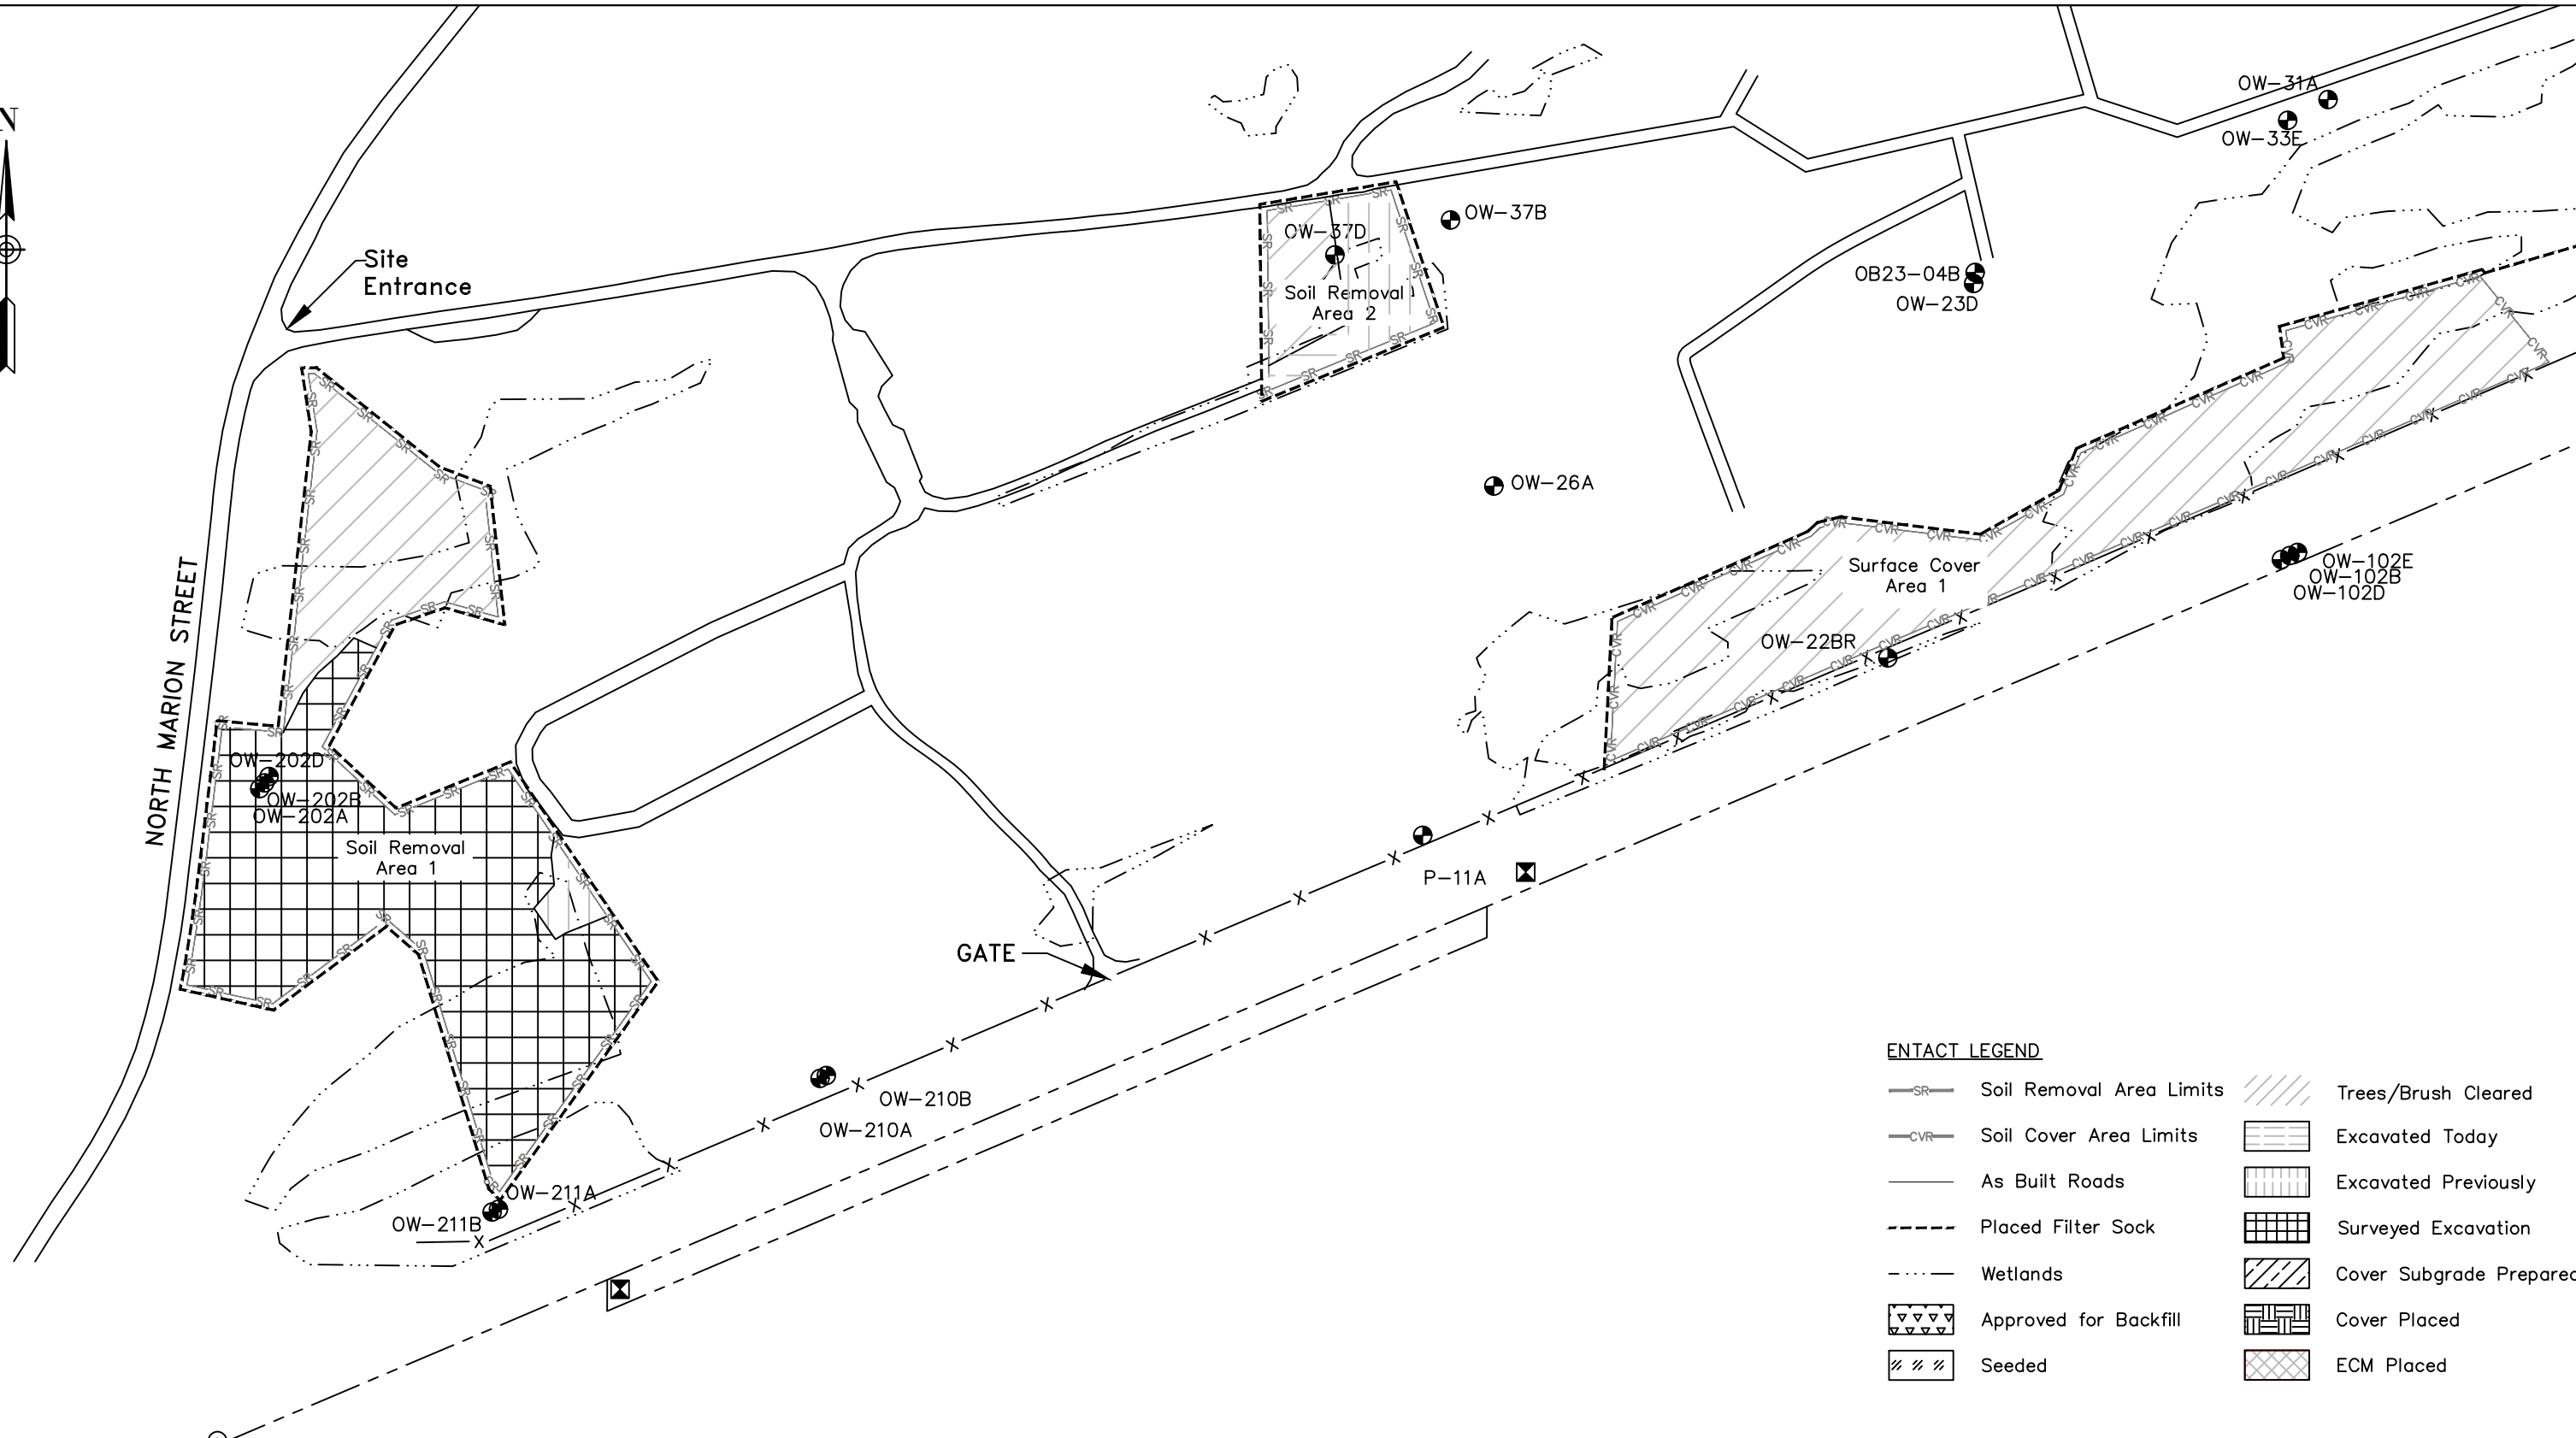 N
OW-31A
OW-33E
OW-37B
OW-37D
Site
Entrance
OB23-04B
OW-23D
Soil Removal
Area 2
OW-26A
NORTH MARION STREET
OW-102E
OW-102B
OW-102D
Surface Cover
Area 1
OW-22BR
OW-202D
OW-202B
OW-202A
Soil Removal
Area 1
P-11A
GATE
OW-210B
OW-210A
OW-211A
OW-211B
ENTACT LEGEND
SR Soil Removal Area Limits
CVR Soil Cover Area Limits
As Built Roads
Placed Filter Sock
Wetlands
Approved for Backfill
Seeded
Trees/Brush Cleared
Excavated Today
Excavated Previously
Surveyed Excavation
Cover Subgrade Prepared
Cover Placed
ECM Placed